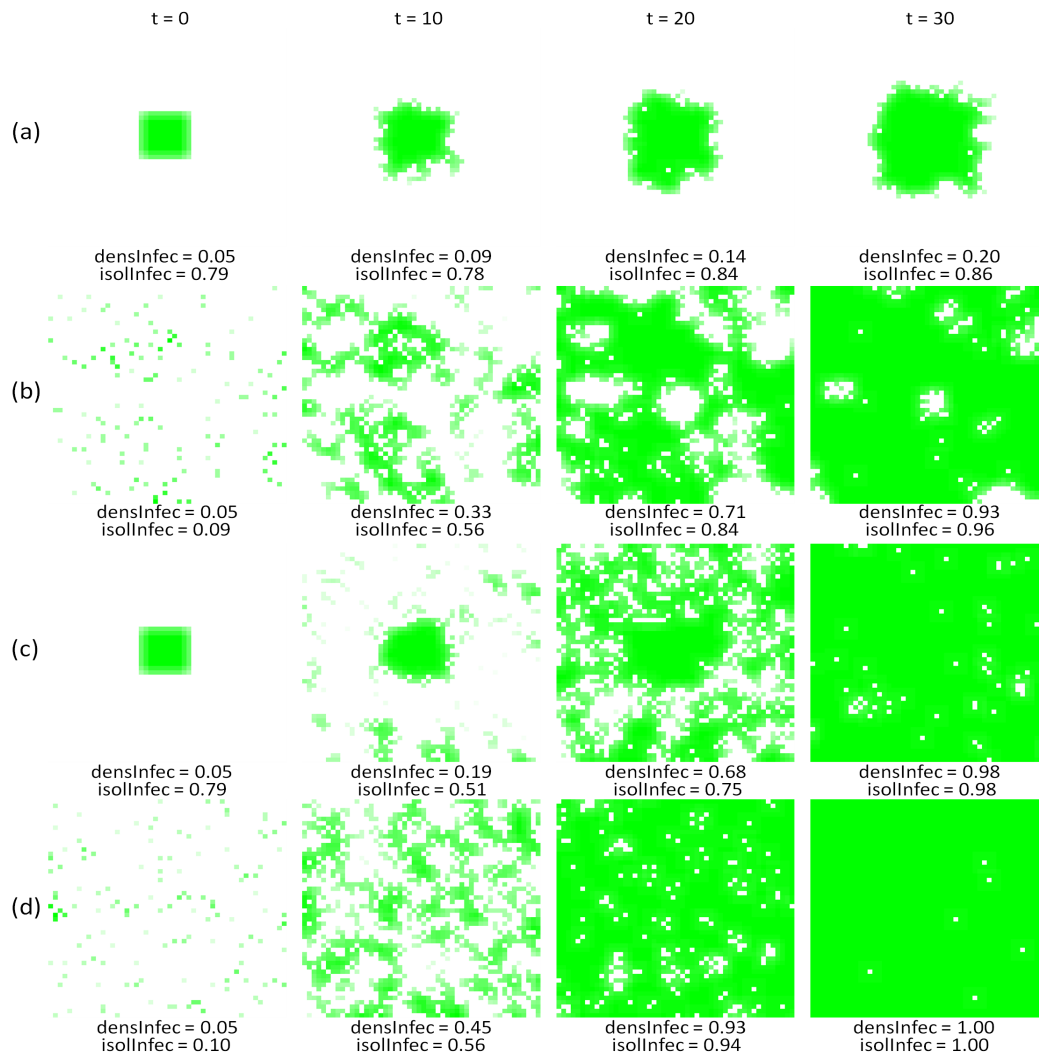 t = 0
t = 10
t = 20
t = 30
(a)
densInfec = 0.05
isolInfec = 0.79
densInfec = 0.09
isolInfec = 0.78
densInfec = 0.14
isolInfec = 0.84
densInfec = 0.20
isolInfec = 0.86
(b)
densInfec = 0.05
isolInfec = 0.09
densInfec = 0.33
isolInfec = 0.56
densInfec = 0.71
isolInfec = 0.84
densInfec = 0.93
isolInfec = 0.96
(c)
densInfec = 0.05
isolInfec = 0.79
densInfec = 0.19
isolInfec = 0.51
densInfec = 0.68
isolInfec = 0.75
densInfec = 0.98
isolInfec = 0.98
(d)
densInfec = 0.05
isolInfec = 0.10
densInfec = 0.45
isolInfec = 0.56
densInfec = 0.93
isolInfec = 0.94
densInfec = 1.00
isolInfec = 1.00